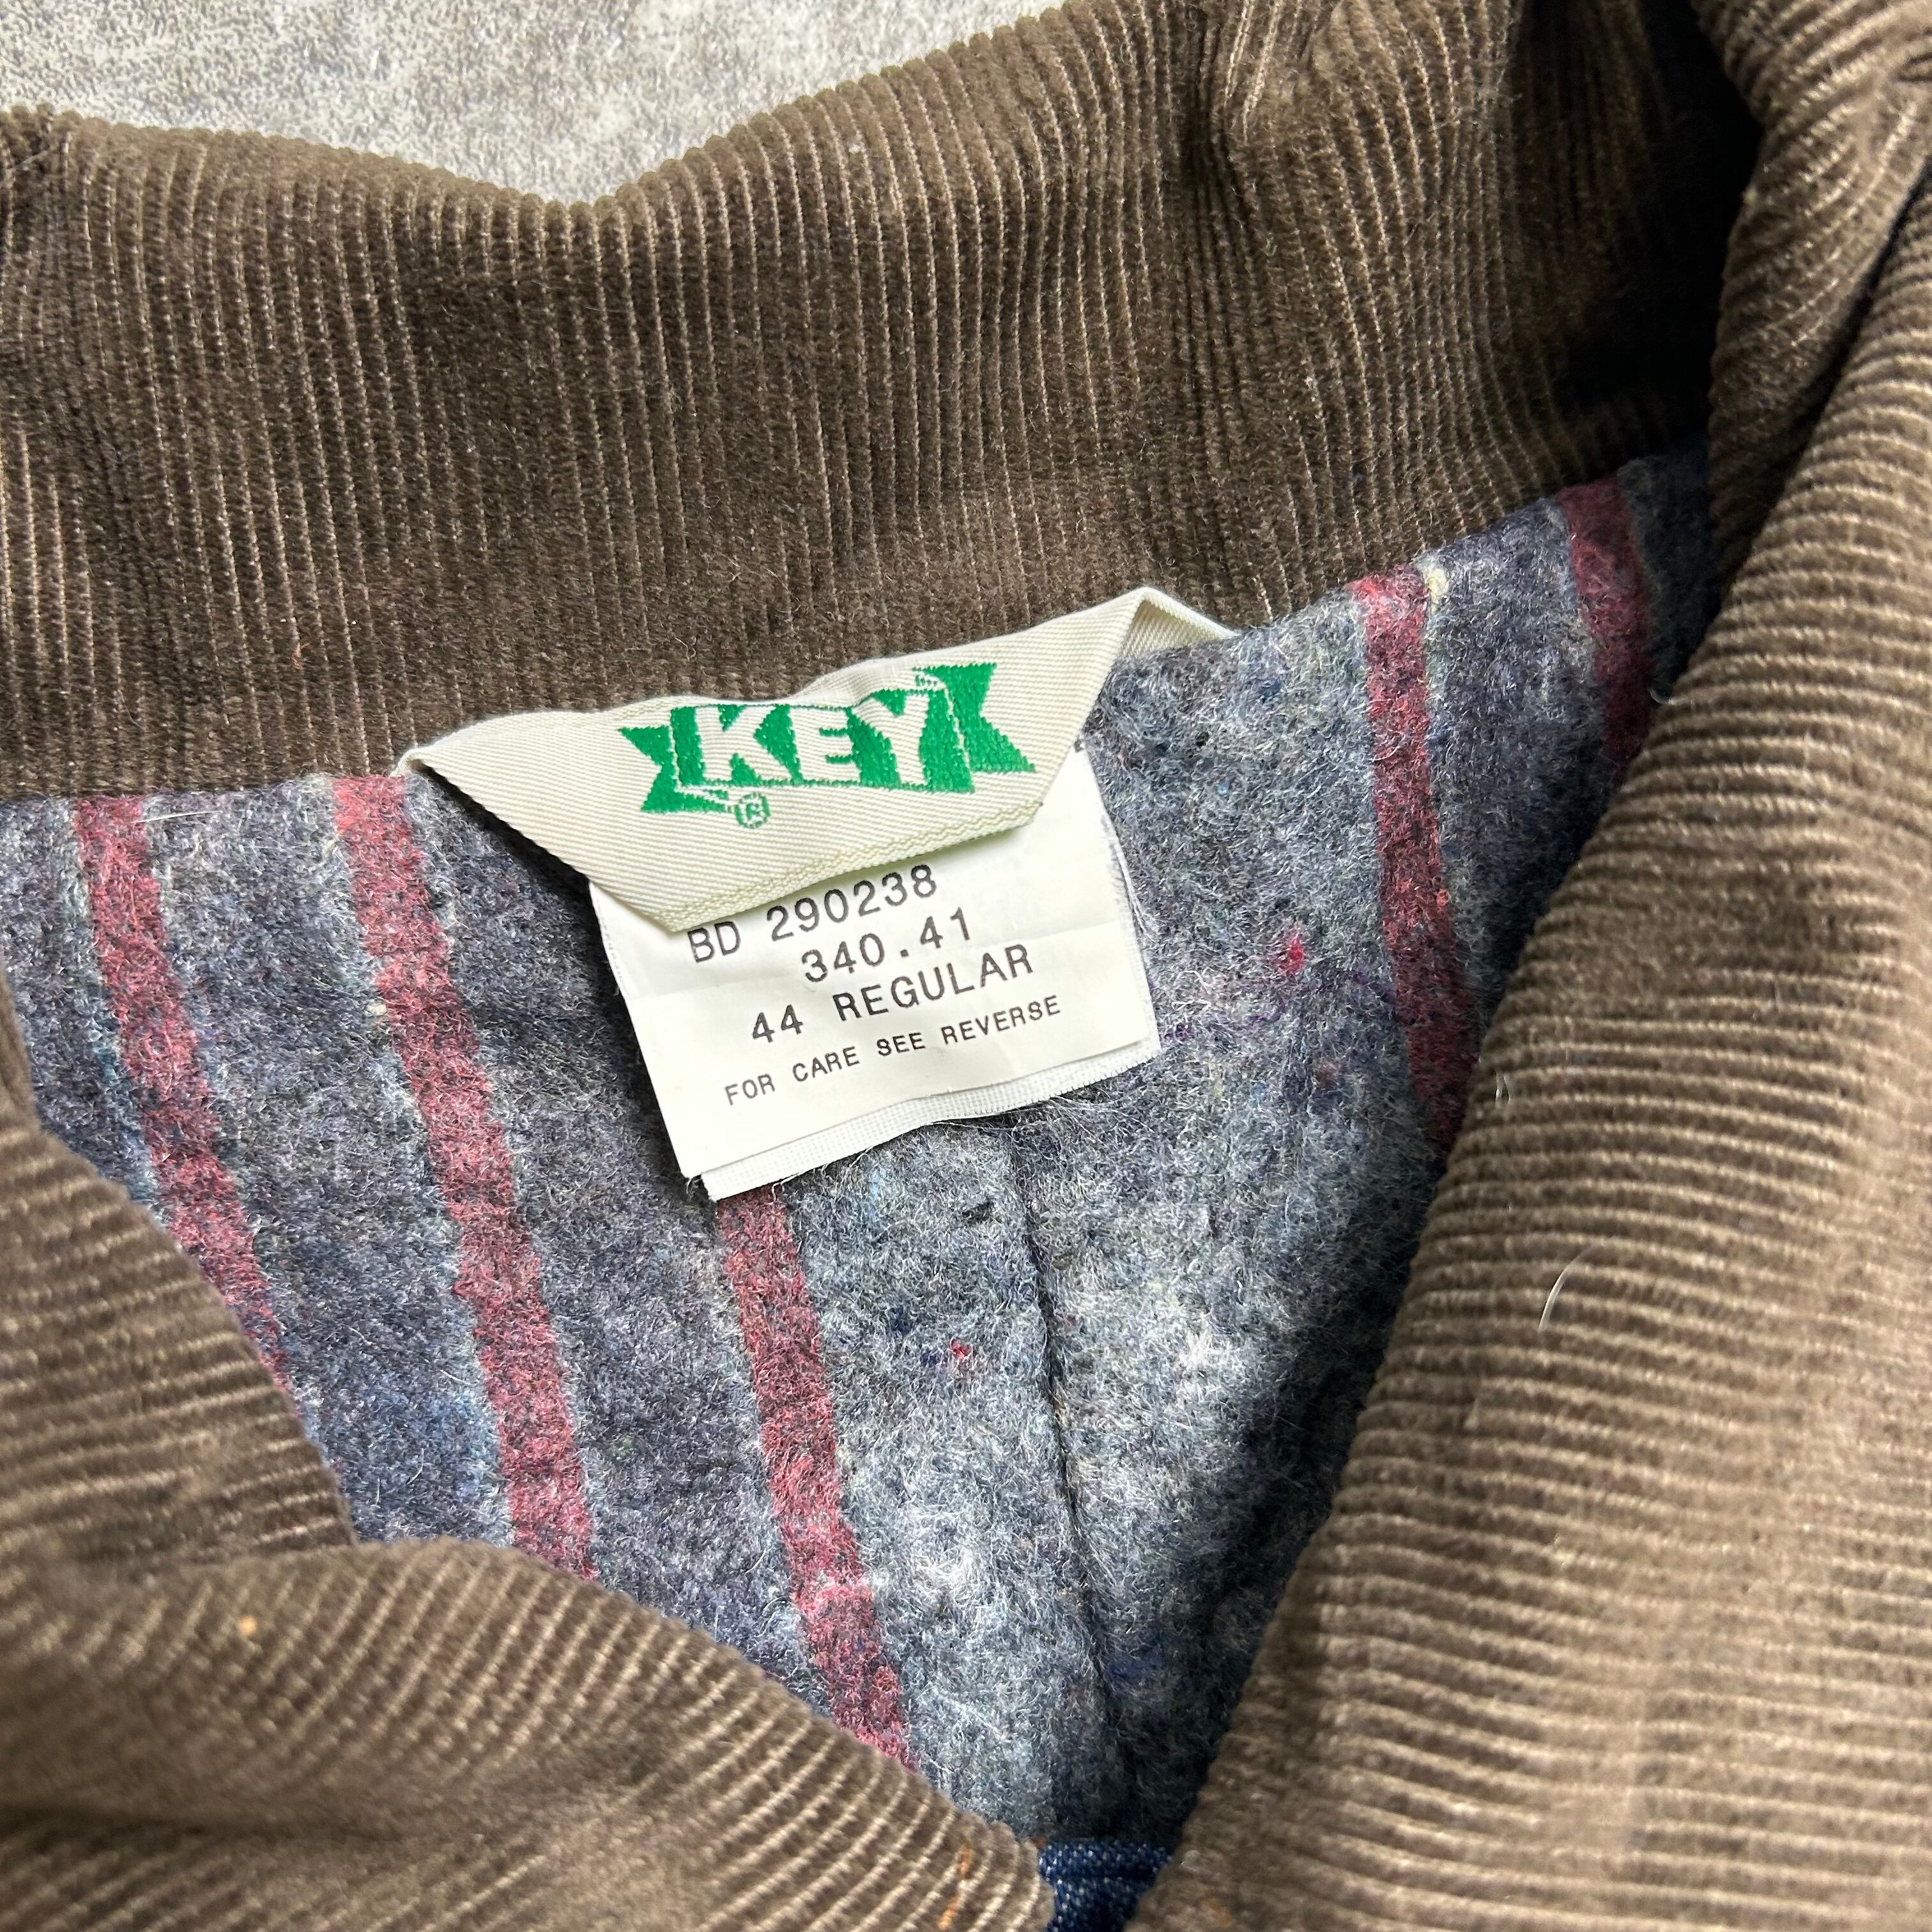 KEY
®
BD 290238
340.41
44 REGULAR
FOR CARE SEE REVERSE